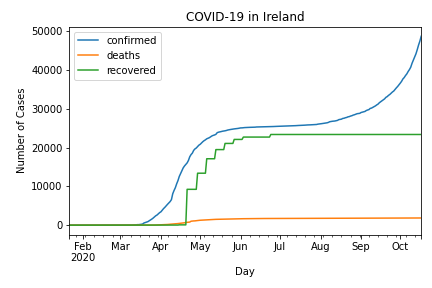 COVID-19 in Ireland
confirmed
deaths
recovered
50000
40000
30000
20000
10000
0
Number of Cases
Feb Mar Apr May Jun Jul Aug Sep Oct
2020
Day